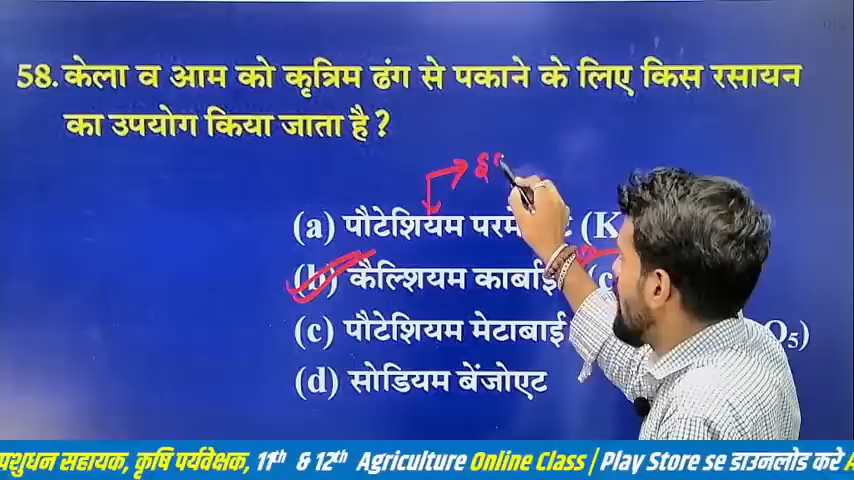 58. केला व आम को कृत्रिम ढंग से पकाने के लिए किस रसायन
का उपयोग किया जाता है ?
(a) पौटेशियम (K
(b) कैल्शियम (c
(c) पौटेशियम O₅)
(d) सोडियम बेंजोएट
पशुधन सहायक, कृषि पर्यवेक्षक, 11th & 12th Agriculture Online Class | Play Store se डाउनलोड करे